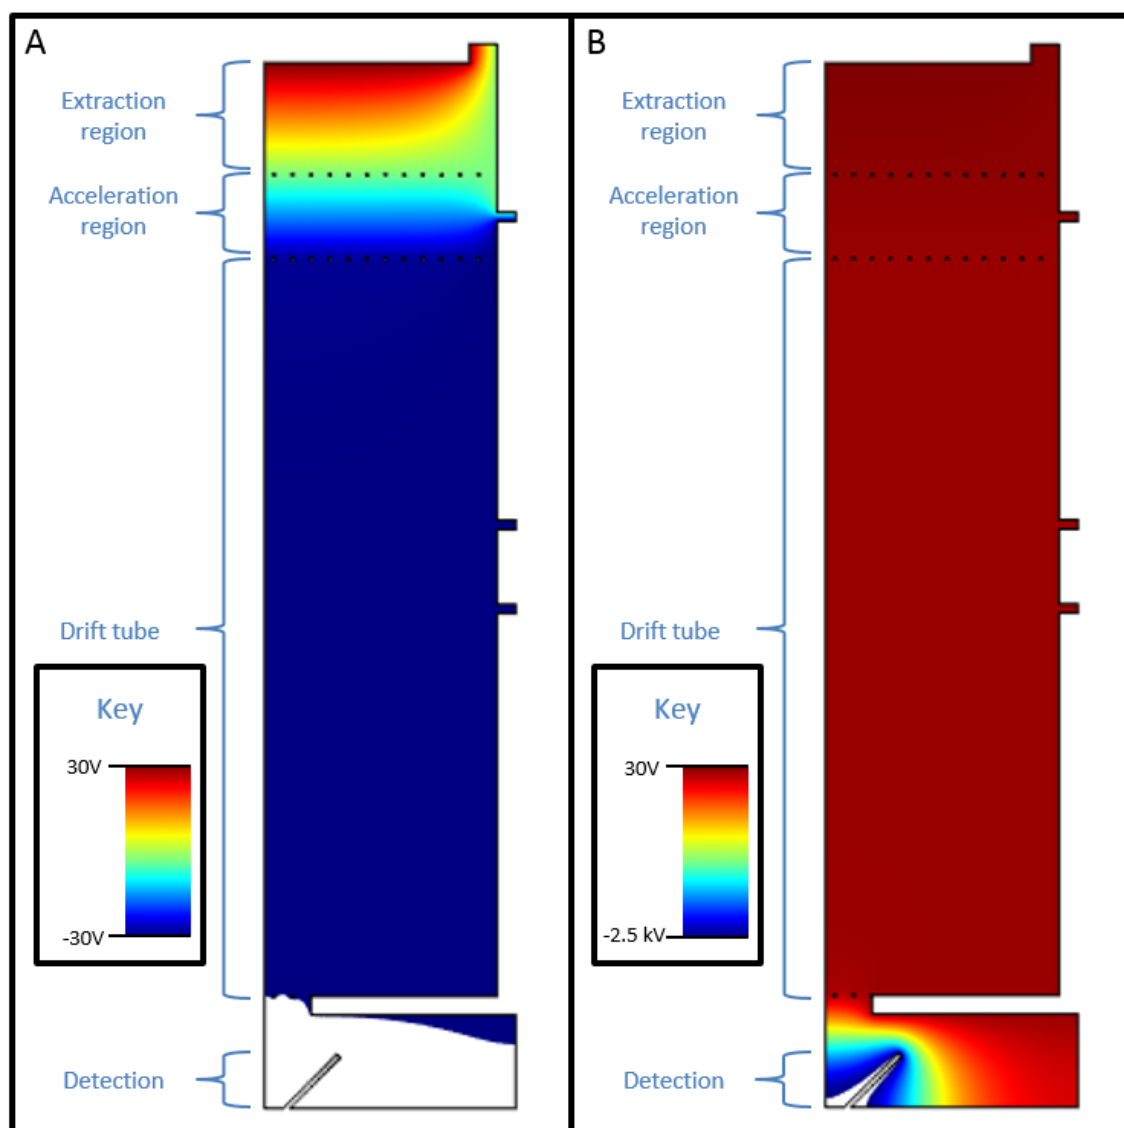 A
Extraction
region
Acceleration
region
Drift tube
Key
30V
-30V
Detection
B
Extraction
region
Acceleration
region
Drift tube
Key
30V
-2.5 kV
Detection